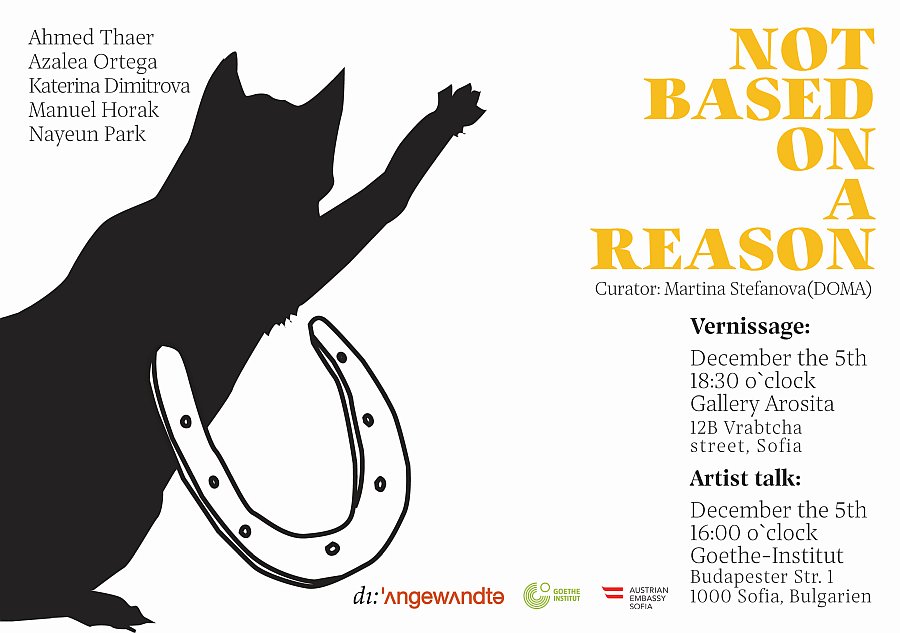 Ahmed Thaer
Azalea Ortega
Katerina Dimitrova
Manuel Horak
Nayeun Park
NOT
BASED
ON
A
REASON
Curator: Martina Stefanova(DOMA)
Vernissage:
December the 5th
18:30 o`clock
Gallery Arosita
12B Vrabtcha
street, Sofia
Artist talk:
December the 5th
16:00 o`clock
Goethe-Institut
Budapester Str. 1
1000 Sofia, Bulgarien
dı:'ʌngewʌndtə
GOETHE
INSTITUT
AUSTRIAN
EMBASSY
SOFIA